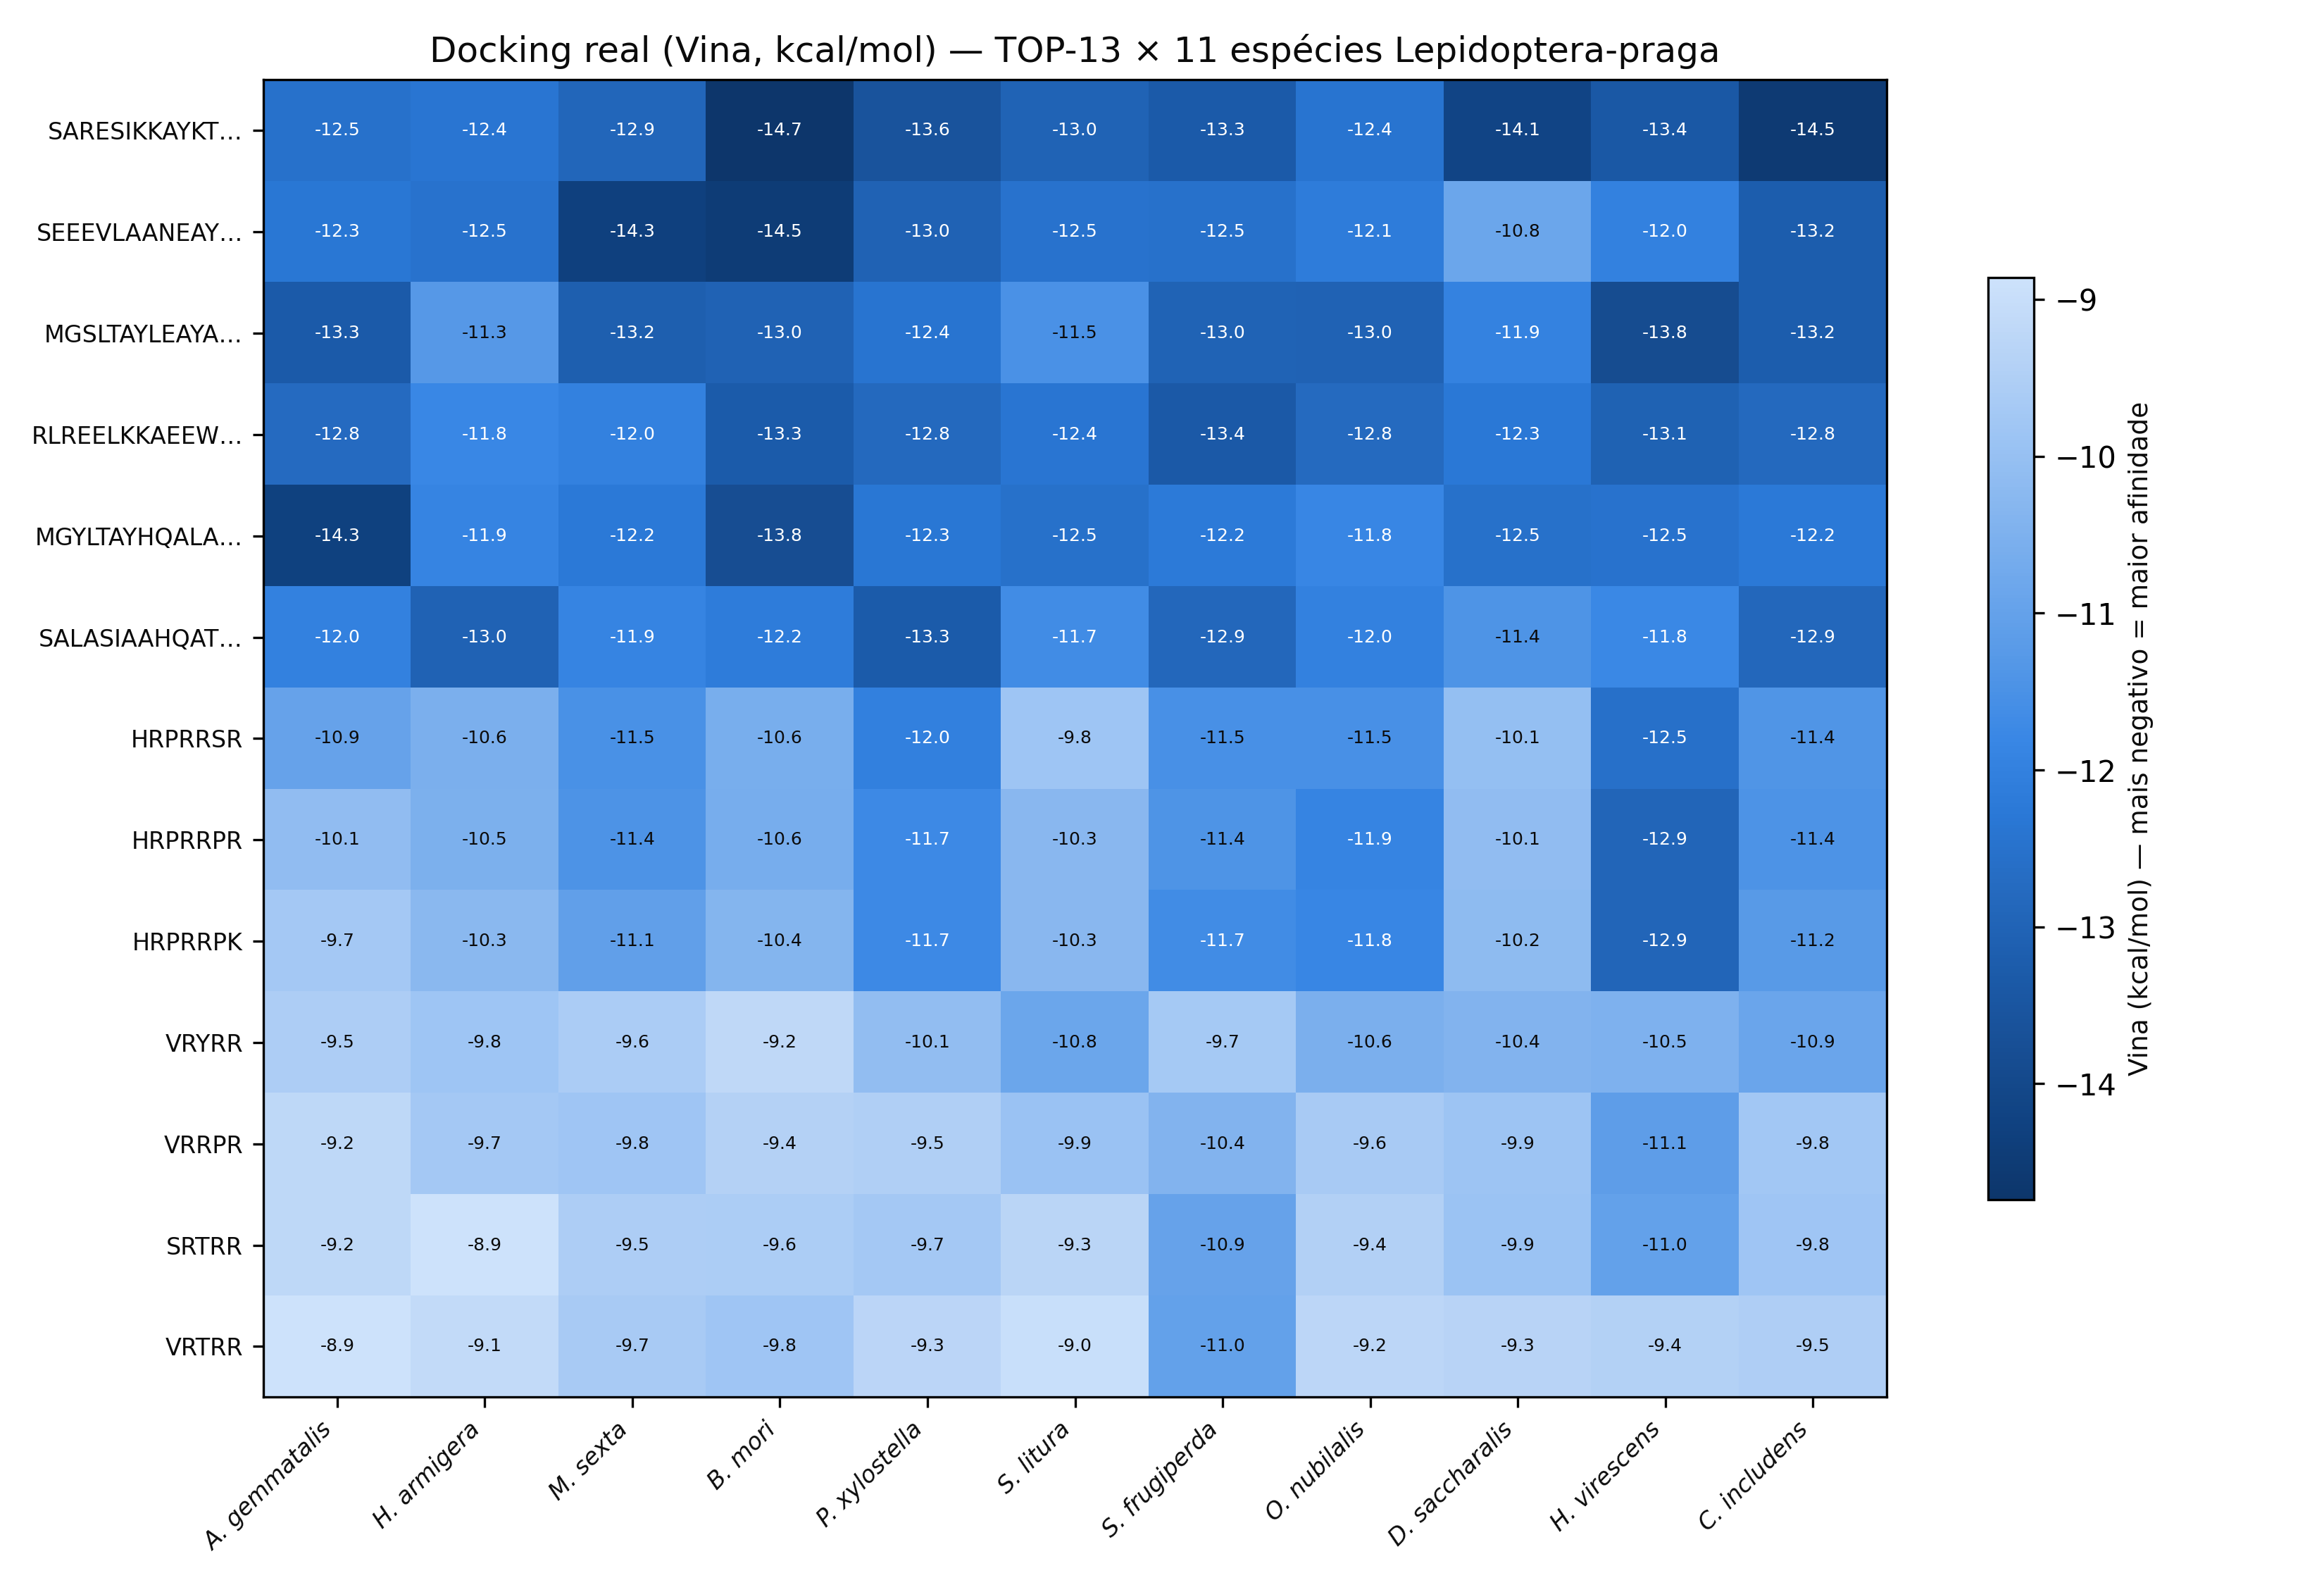 Docking real (Vina, kcal/mol) — TOP-13 × 11 espécies Lepidoptera-praga
SARESIKKAYKT... -12.5 -12.4 -12.9 -14.7 -13.6 -13.0 -13.3 -12.4 -14.1 -13.4 -14.5
SEEEVLAANEAY... -12.3 -12.5 -14.3 -14.5 -13.0 -12.5 -12.5 -12.1 -10.8 -12.0 -13.2
MGSLTAYLEAYA... -13.3 -11.3 -13.2 -13.0 -12.4 -11.5 -13.0 -13.0 -11.9 -13.8 -13.2
RLREELKKAEEW... -12.8 -11.8 -12.0 -13.3 -12.8 -12.4 -13.4 -12.8 -12.3 -13.1 -12.8
MGYLTAYHQALA... -14.3 -11.9 -12.2 -13.8 -12.3 -12.5 -12.2 -11.8 -12.5 -12.5 -12.2
SALASIAAHQAT... -12.0 -13.0 -11.9 -12.2 -13.3 -11.7 -12.9 -12.0 -11.4 -11.8 -12.9
HRPRRSR -10.9 -10.6 -11.5 -10.6 -12.0 -9.8 -11.5 -11.5 -10.1 -12.5 -11.4
HRPRRPR -10.1 -10.5 -11.4 -10.6 -11.7 -10.3 -11.4 -11.9 -10.1 -12.9 -11.4
HRPRRPK -9.7 -10.3 -11.1 -10.4 -11.7 -10.3 -11.7 -11.8 -10.2 -12.9 -11.2
VRYRR -9.5 -9.8 -9.6 -9.2 -10.1 -10.8 -9.7 -10.6 -10.4 -10.5 -10.9
VRRPR -9.2 -9.7 -9.8 -9.4 -9.5 -9.9 -10.4 -9.6 -9.9 -11.1 -9.8
SRTRR -9.2 -8.9 -9.5 -9.6 -9.7 -9.3 -10.9 -9.4 -9.9 -11.0 -9.8
VRTRR -8.9 -9.1 -9.7 -9.8 -9.3 -9.0 -11.0 -9.2 -9.3 -9.4 -9.5
A. gemmatalis
H. armigera
M. sexta
B. mori
P. xylostella
S. litura
S. frugiperda
O. nubilalis
D. saccharalis
H. virescens
C. includens
−9
−10
−11
−12
−13
−14
Vina (kcal/mol) — mais negativo = maior afinidade